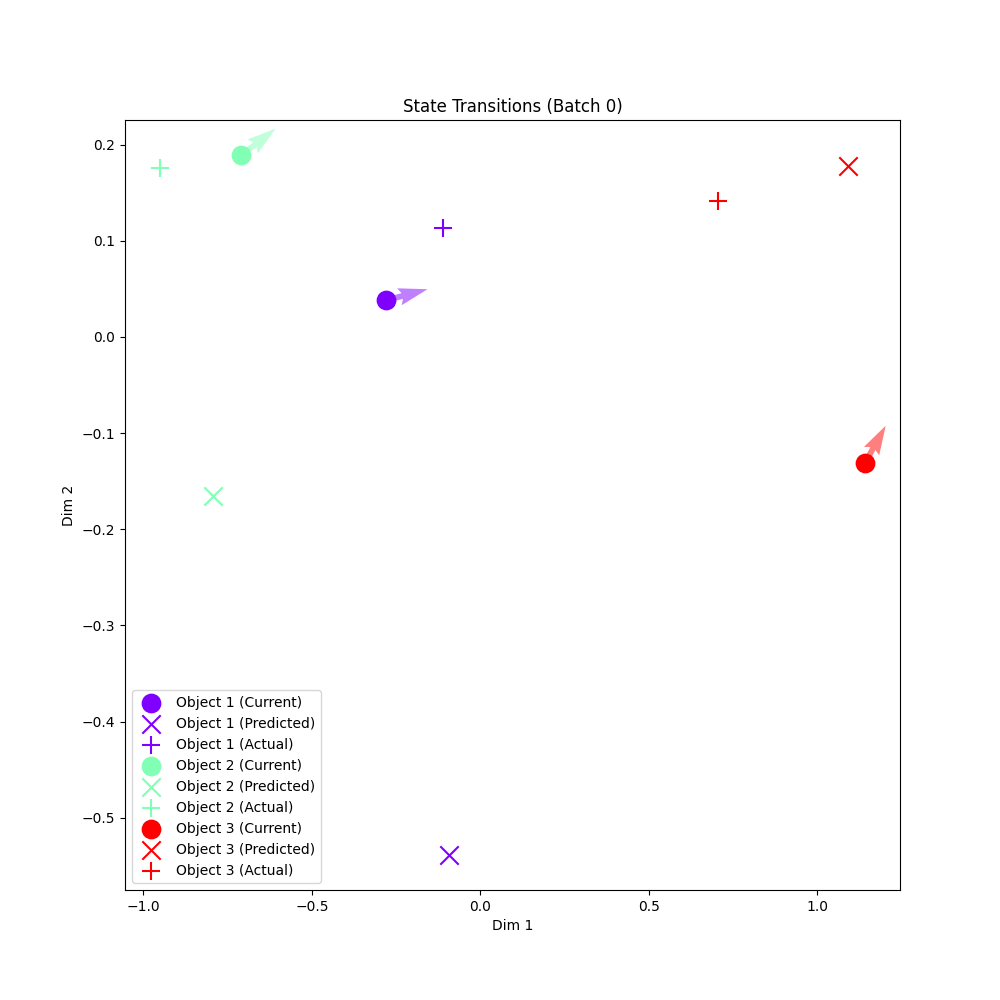 State Transitions (Batch 0)
0.2
0.1
0.0
−0.1
−0.2
−0.3
−0.4
−0.5
Dim 2
Object 1 (Current)
Object 1 (Predicted)
Object 1 (Actual)
Object 2 (Current)
Object 2 (Predicted)
Object 2 (Actual)
Object 3 (Current)
Object 3 (Predicted)
Object 3 (Actual)
−1.0 −0.5 0.0 0.5 1.0
Dim 1